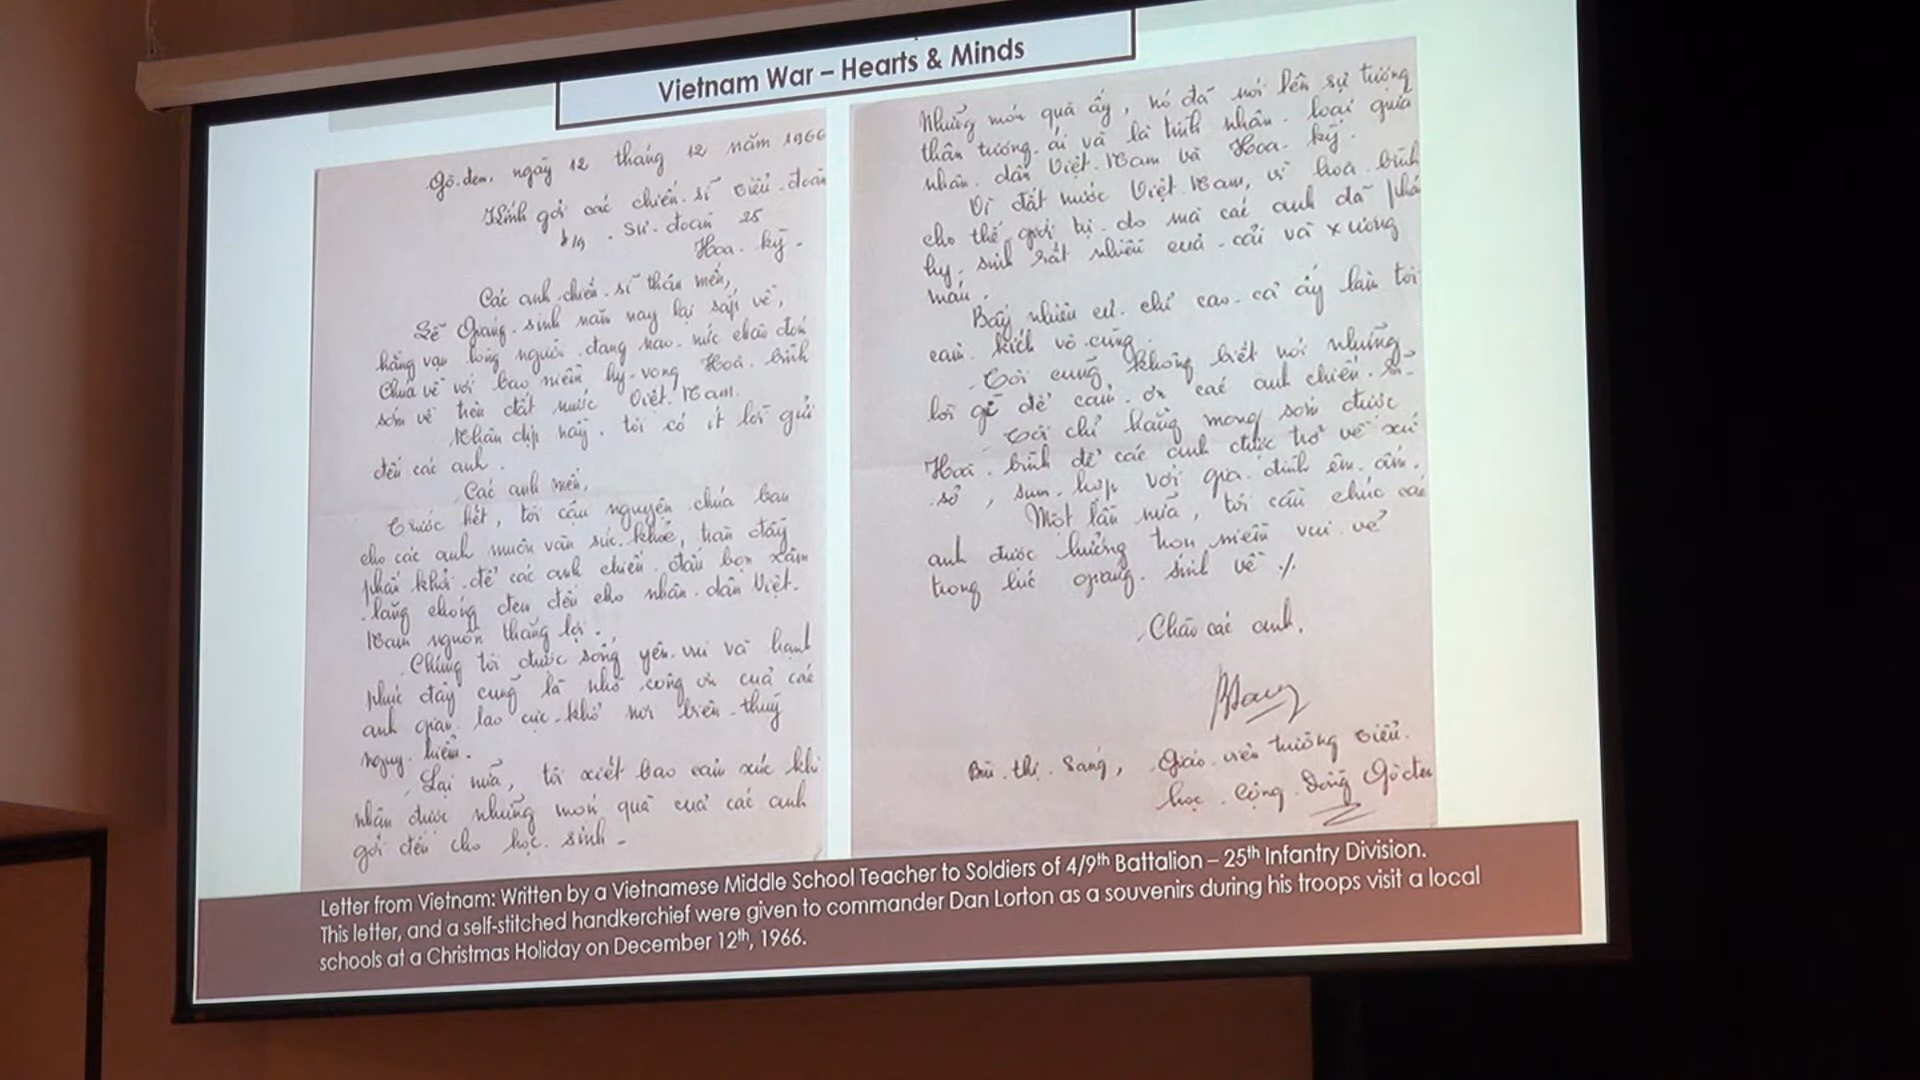 Vietnam War – Hearts & Minds
Gò.đen, ngày 12 tháng 12 năm 1966
Kính gởi các chiến.sĩ Tiểu.đoàn
4/9 . Sư.đoàn 25
Hoa.kỳ.
Các anh chiến.sĩ thân mến,
Lễ Giáng.sinh năm nay lại sắp về,
hằng vạn lòng người đang nao.nức chào đón
Chúa về với bao niềm hy.vọng Hoà.bình
sớm về trên đất nước Việt.Nam.
Nhân dịp này, tôi có ít lời gửi
đến các anh.
Các anh mến,
Trước hết, tôi cầu nguyện chúa ban
cho các anh muôn vàn sức.khỏe, tràn đầy
phấn khởi để các anh chiến.đấu bọn xâm
lăng chóng đem đến cho nhân.dân Việt.
Nam nguồn thắng lợi.
Chúng tôi được sống yên.vui và hạnh
phúc đây cũng là nhờ công ơn của các
anh gian.lao cực.khổ nơi biên.thùy
nguy.hiểm.
Lại nữa, tôi xiết bao cảm xúc khi
nhận được những món quà của các anh
gởi đến cho học.sinh.
Những món quà ấy, nó đã nói lên sự tương
thân tương.ái và là tình nhân.loại giữa
nhân.dân Việt.Nam và Hoa.kỳ.
Vì đất nước Việt.Nam, vì hoà bình
cho thế giới tự.do mà các anh đã phải
hy.sinh rất nhiều của.cải và xương
máu.
Bấy nhiêu cử.chỉ cao.cả ấy làm tôi
cảm.kích vô.cùng.
Tôi cũng không biết nói những
lời gì để cám.ơn các anh chiến.sĩ.
Tôi chỉ hằng mong sớm được
Hoà.bình để các anh được trở về xứ
sở, sum.họp với gia.đình êm.ấm.
Một lần nữa, tôi cầu chúc các
anh được hưởng trọn niềm vui vẻ
trong lúc giáng.sinh về ./.
Chào các anh.
Bùi.thị.Sáng, Giáo.viên trường Tiểu.
học.Cộng.Đồng Gòđen
Letter from Vietnam: Written by a Vietnamese Middle School Teacher to Soldiers of 4/9th Battalion – 25th Infantry Division.
This letter, and a self-stitched handkerchief were given to commander Dan Lorton as a souvenirs during his troops visit a local
schools at a Christmas Holiday on December 12th, 1966.